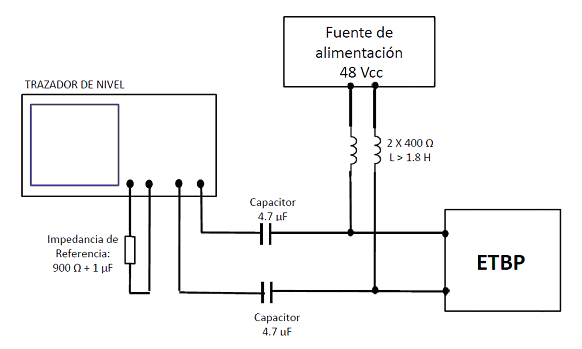 Fuente de
alimentación
48 Vcc
TRAZADOR DE NIVEL
2 X 400 Ω
L > 1.8 H
Capacitor
4.7 µF
Impedancia de
Referencia:
900 Ω + 1 µF
ETBP
Capacitor
4.7 µF